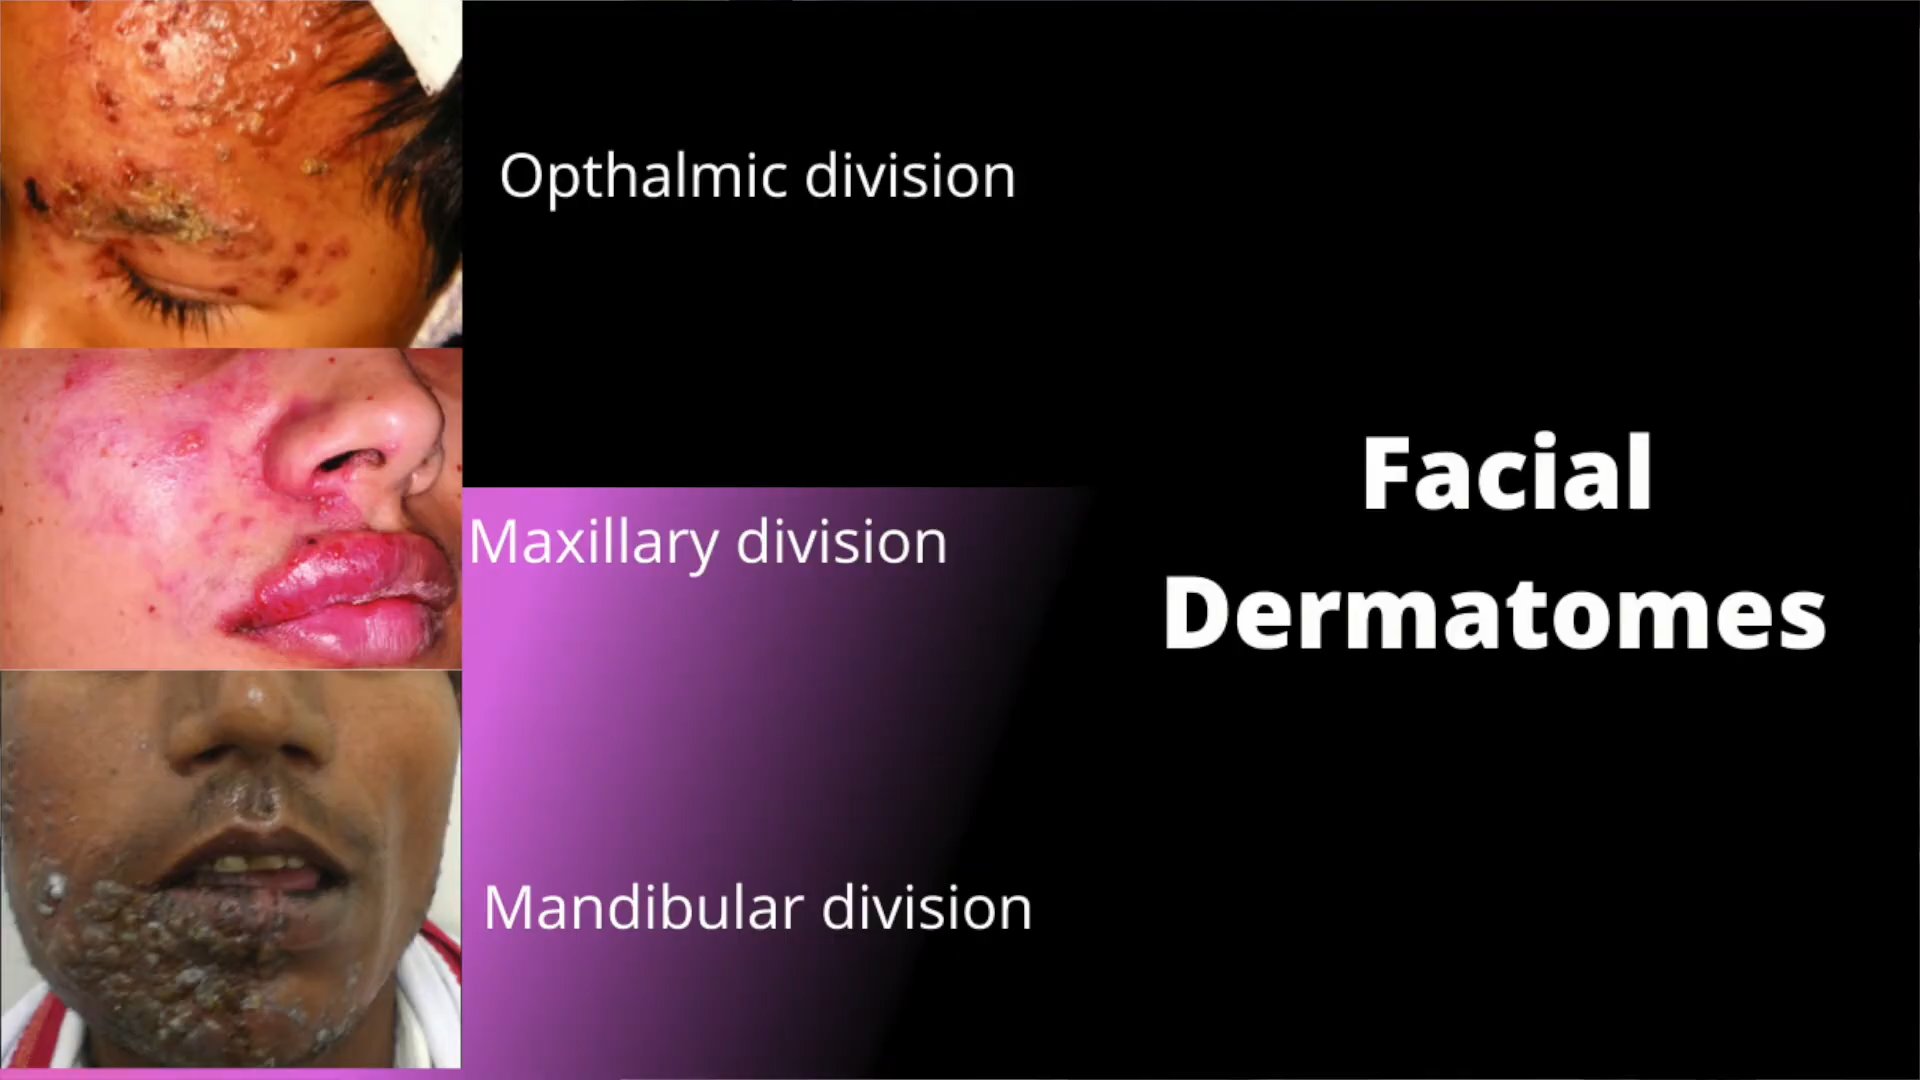 Opthalmic division
Maxillary division
Mandibular division
Facial
Dermatomes